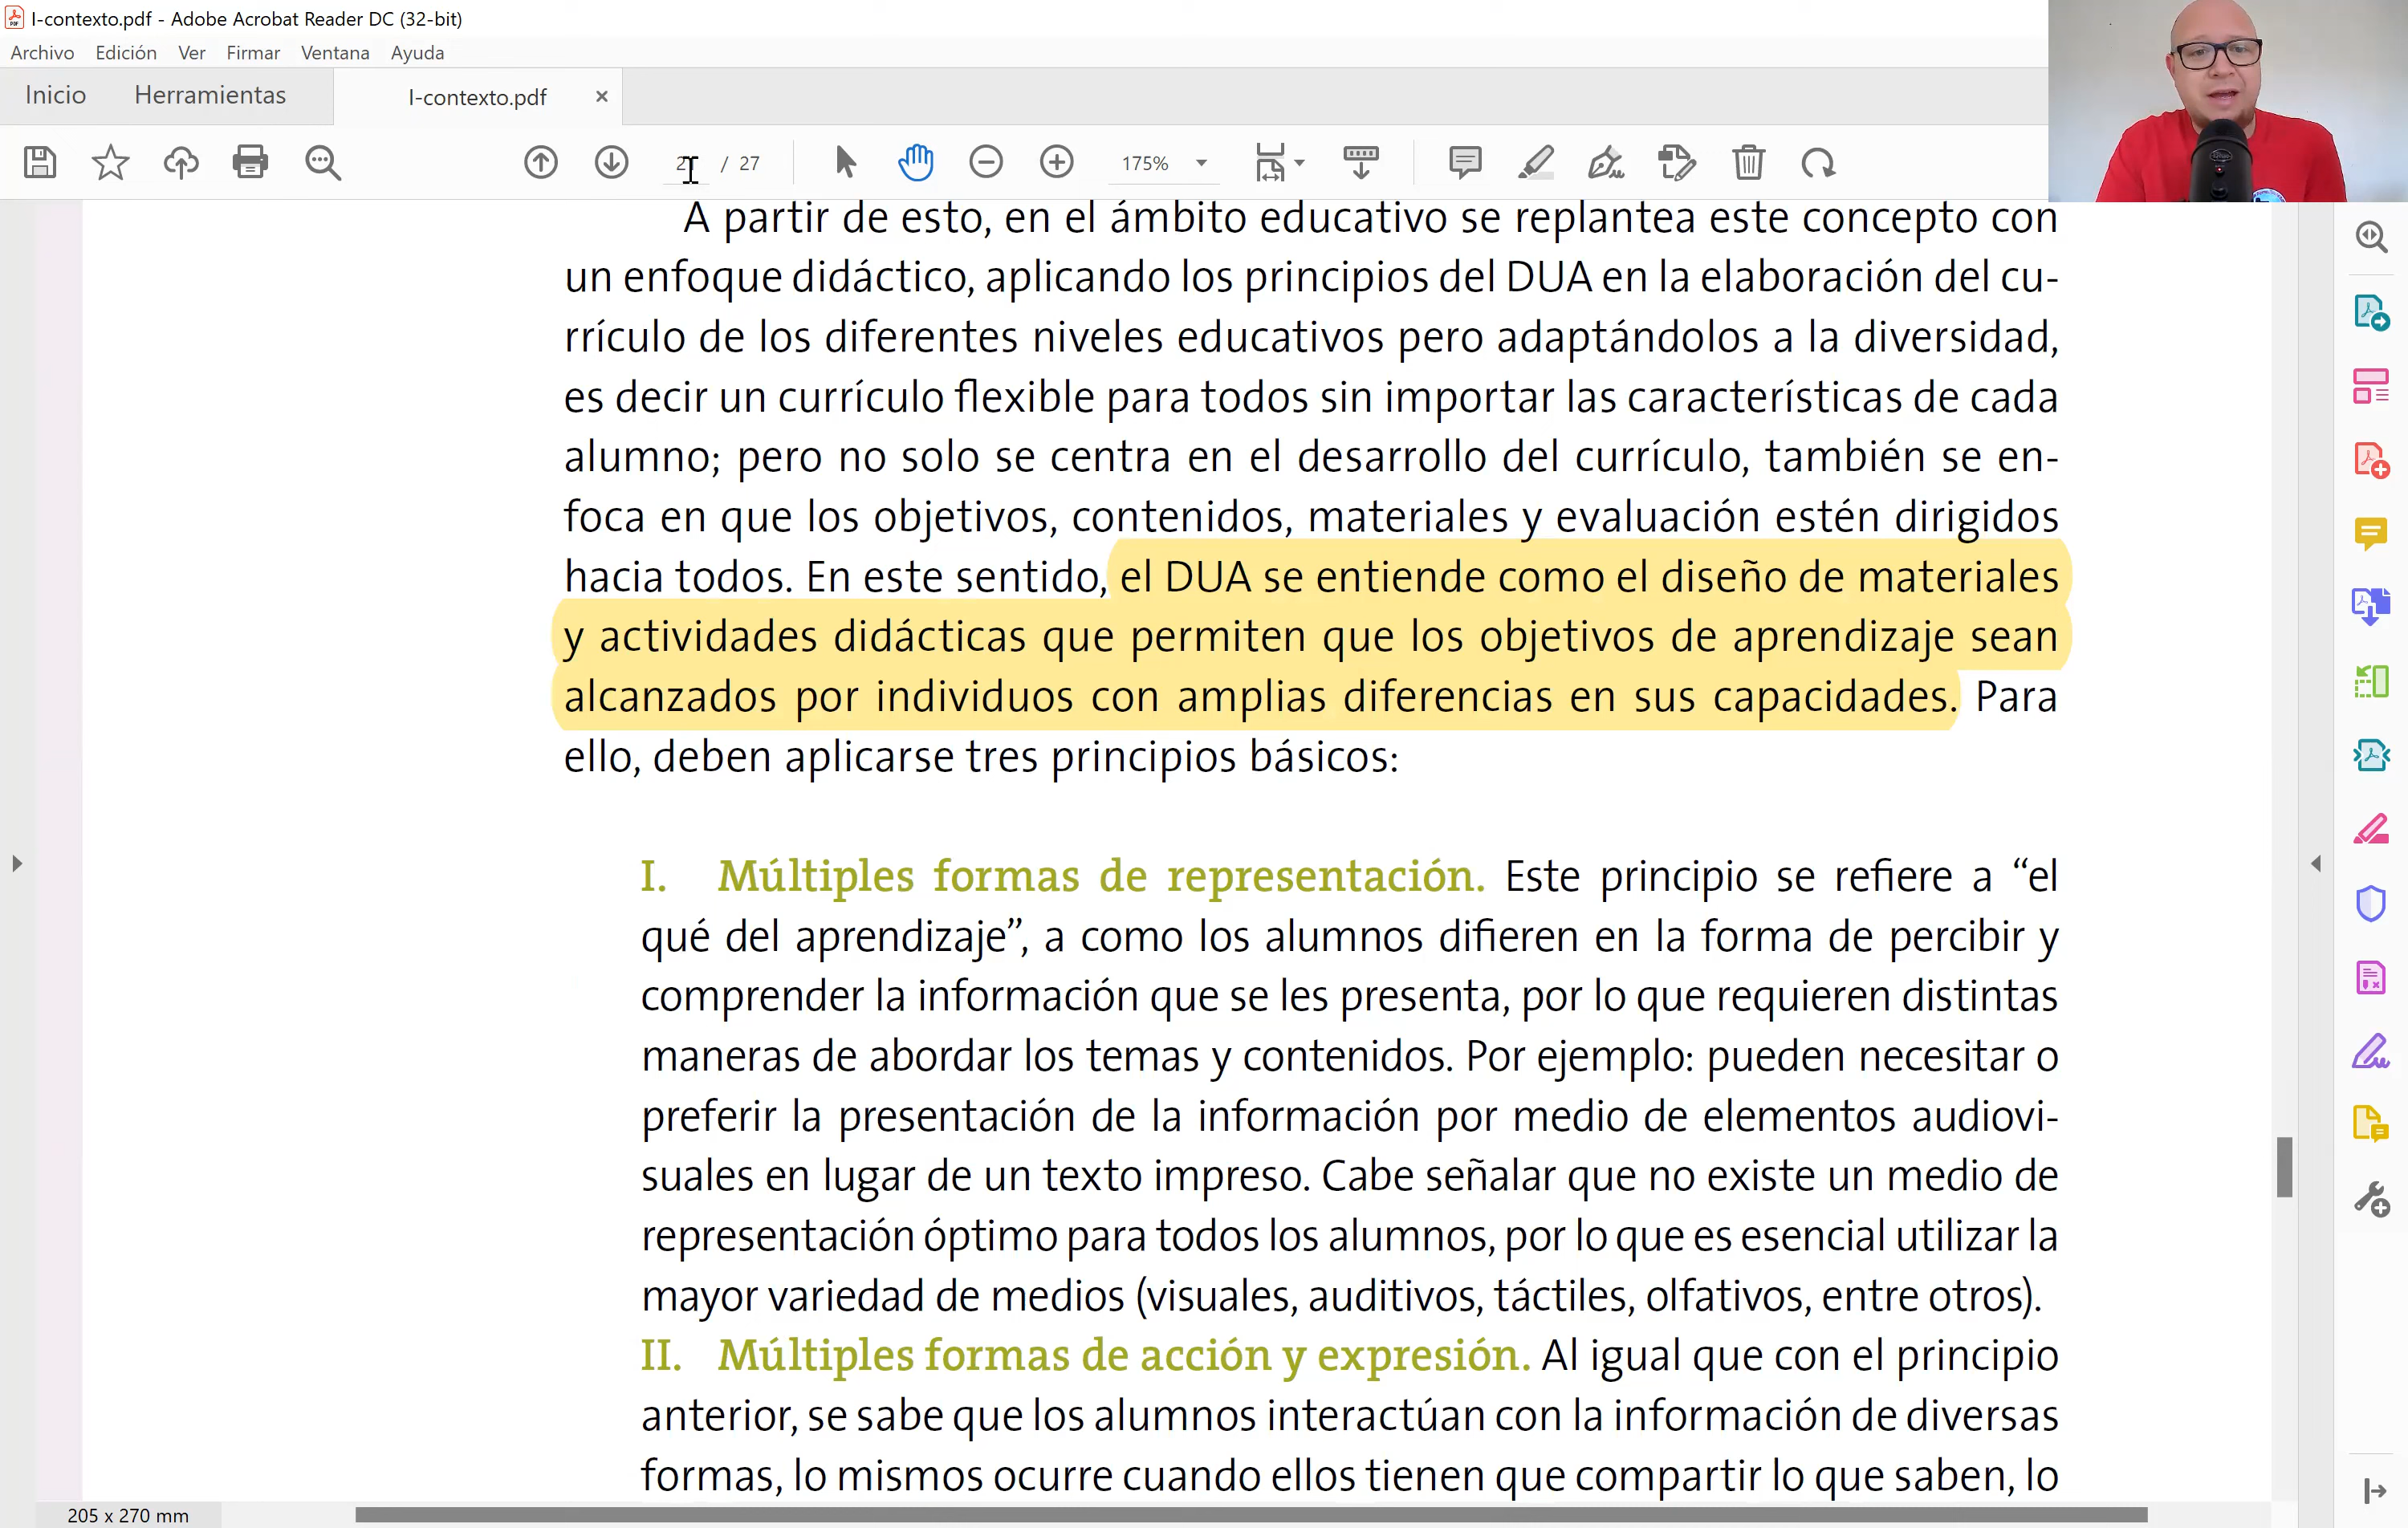 I-contexto.pdf - Adobe Acrobat Reader DC (32-bit)
Archivo Edición Ver Firmar Ventana Ayuda
Inicio Herramientas I-contexto.pdf
/ 27 175%
A partir de esto, en el ámbito educativo se replantea este concepto con
un enfoque didáctico, aplicando los principios del DUA en la elaboración del cu-
rrículo de los diferentes niveles educativos pero adaptándolos a la diversidad,
es decir un currículo flexible para todos sin importar las características de cada
alumno; pero no solo se centra en el desarrollo del currículo, también se en-
foca en que los objetivos, contenidos, materiales y evaluación estén dirigidos
hacia todos. En este sentido, el DUA se entiende como el diseño de materiales
y actividades didácticas que permiten que los objetivos de aprendizaje sean
alcanzados por individuos con amplias diferencias en sus capacidades. Para
ello, deben aplicarse tres principios básicos:
I. Múltiples formas de representación. Este principio se refiere a “el
qué del aprendizaje”, a como los alumnos difieren en la forma de percibir y
comprender la información que se les presenta, por lo que requieren distintas
maneras de abordar los temas y contenidos. Por ejemplo: pueden necesitar o
preferir la presentación de la información por medio de elementos audiovi-
suales en lugar de un texto impreso. Cabe señalar que no existe un medio de
representación óptimo para todos los alumnos, por lo que es esencial utilizar la
mayor variedad de medios (visuales, auditivos, táctiles, olfativos, entre otros).
II. Múltiples formas de acción y expresión. Al igual que con el principio
anterior, se sabe que los alumnos interactúan con la información de diversas
formas, lo mismos ocurre cuando ellos tienen que compartir lo que saben, lo
205 x 270 mm